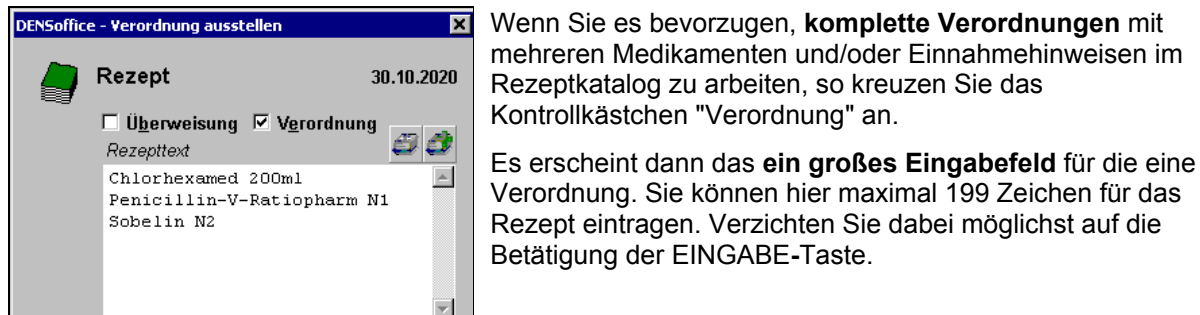 DENSoffice - Verordnung ausstellen
Rezept 30.10.2020
Überweisung Verordnung
Rezepttext
Chlorhexamed 200ml
Penicillin-V-Ratiopharm N1
Sobelin N2
Wenn Sie es bevorzugen, komplette Verordnungen mit
mehreren Medikamenten und/oder Einnahmehinweisen im
Rezeptkatalog zu arbeiten, so kreuzen Sie das
Kontrollkästchen "Verordnung" an.
Es erscheint dann das ein großes Eingabefeld für die eine
Verordnung. Sie können hier maximal 199 Zeichen für das
Rezept eintragen. Verzichten Sie dabei möglichst auf die
Betätigung der EINGABE-Taste.